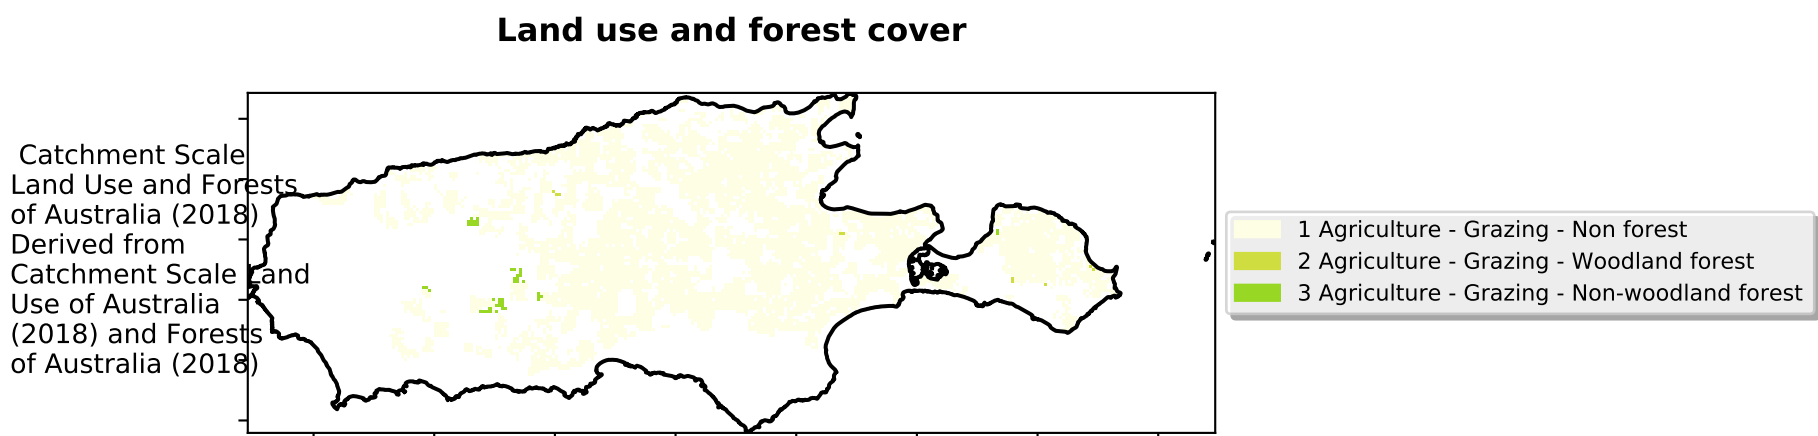 Land use and forest cover
Catchment Scale
Land Use and Forests
of Australia (2018)
Derived from
Catchment Scale Land
Use of Australia
(2018) and Forests
of Australia (2018)
1 Agriculture - Grazing - Non forest
2 Agriculture - Grazing - Woodland forest
3 Agriculture - Grazing - Non-woodland forest